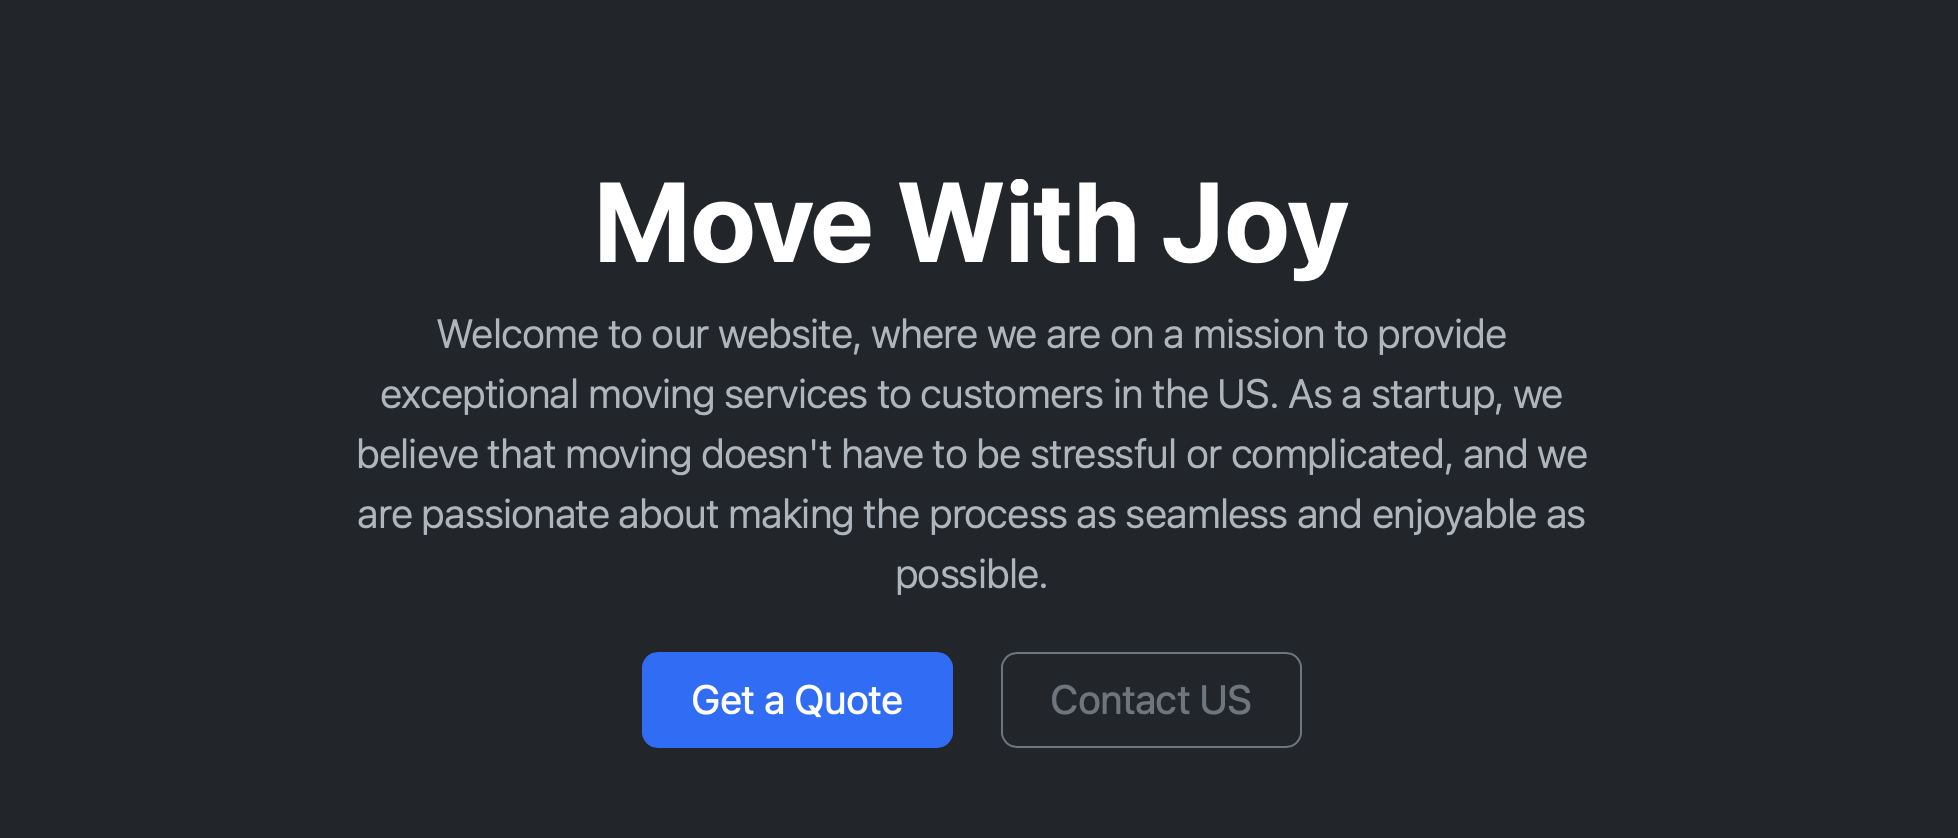 Move With Joy
Welcome to our website, where we are on a mission to provide
exceptional moving services to customers in the US. As a startup, we
believe that moving doesn't have to be stressful or complicated, and we
are passionate about making the process as seamless and enjoyable as
possible.
Get a Quote
Contact US